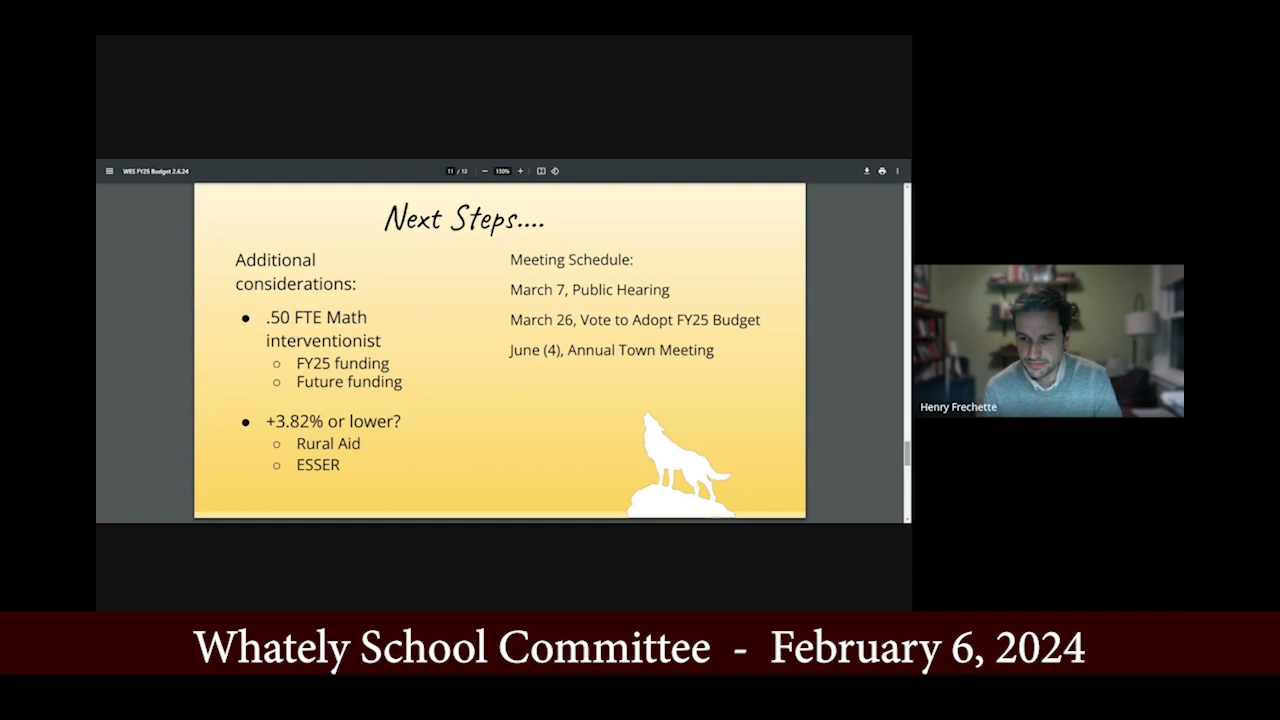 WES FY25 Budget 2.6.24
11 / 13
150%
Next Steps....
Additional
considerations:
.50 FTE Math
interventionist
FY25 funding
Future funding
+3.82% or lower?
Rural Aid
ESSER
Meeting Schedule:
March 7, Public Hearing
March 26, Vote to Adopt FY25 Budget
June (4), Annual Town Meeting
Henry Frechette
Whately School Committee - February 6, 2024